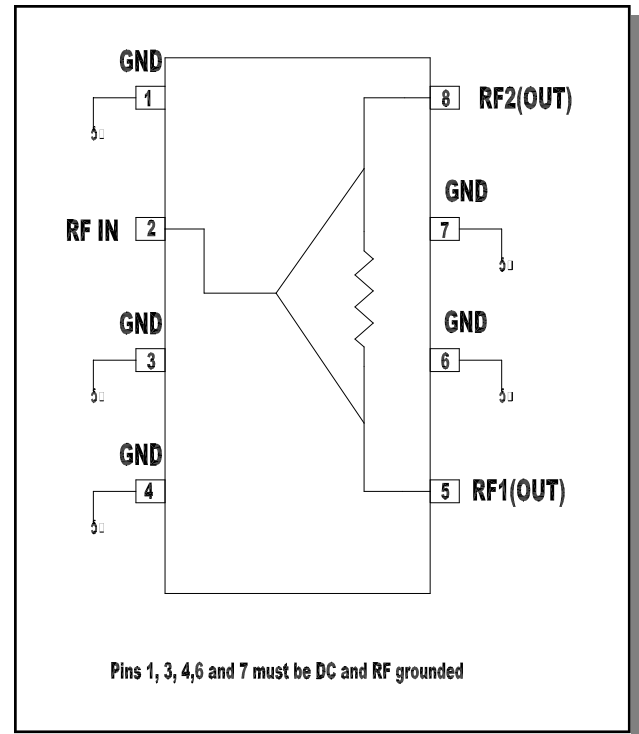 GND
1
8
RF2(OUT)
GND
RF IN
2
7
GND
GND
3
6
GND
4
5
RF1(OUT)
Pins 1, 3, 4,6 and 7 must be DC and RF grounded